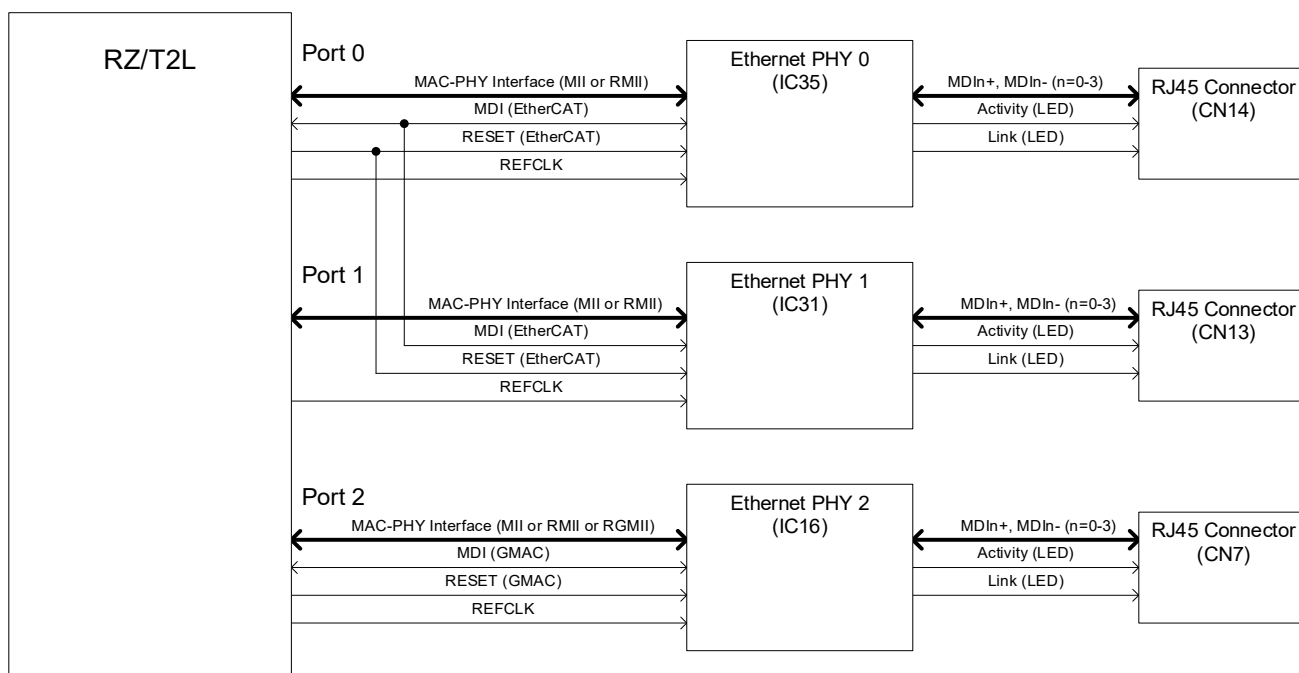 RZ/T2L
Port 0
MAC-PHY Interface (MII or RMII)
MDI (EtherCAT)
RESET (EtherCAT)
REFCLK
Ethernet PHY 0
(IC35)
MDIn+, MDIn- (n=0-3)
Activity (LED)
Link (LED)
RJ45 Connector
(CN14)
Port 1
MAC-PHY Interface (MII or RMII)
MDI (EtherCAT)
RESET (EtherCAT)
REFCLK
Ethernet PHY 1
(IC31)
MDIn+, MDIn- (n=0-3)
Activity (LED)
Link (LED)
RJ45 Connector
(CN13)
Port 2
MAC-PHY Interface (MII or RMII or RGMII)
MDI (GMAC)
RESET (GMAC)
REFCLK
Ethernet PHY 2
(IC16)
MDIn+, MDIn- (n=0-3)
Activity (LED)
Link (LED)
RJ45 Connector
(CN7)